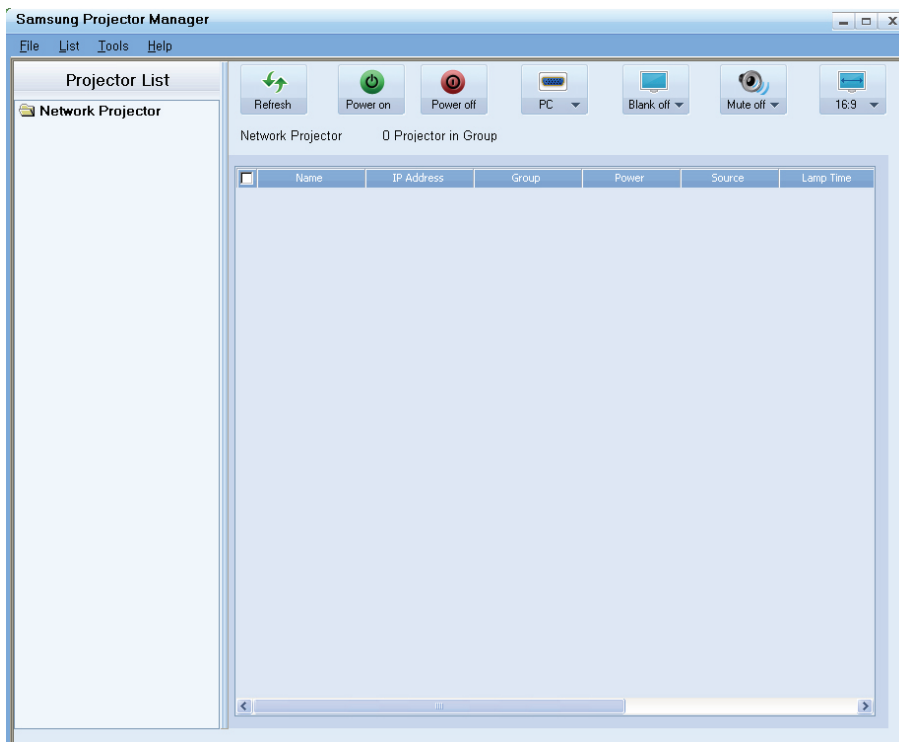 Samsung Projector Manager
File List Tools Help
Projector List
Network Projector
Refresh Power on Power off PC Blank off Mute off 16:9
Network Projector 0 Projector in Group
Name IP Address Group Power Source Lamp Time